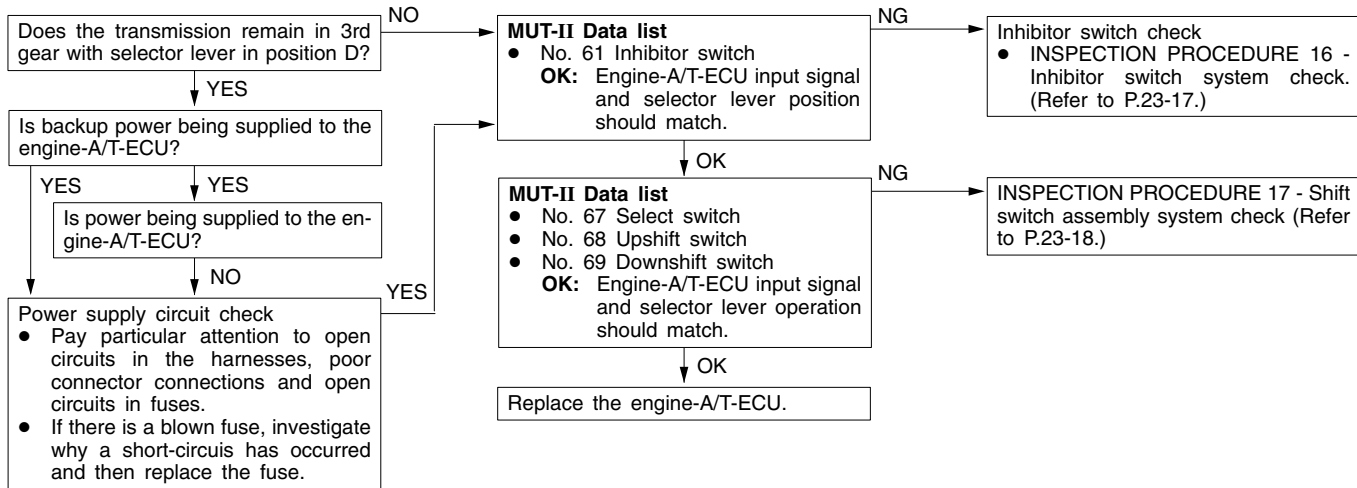 Does the transmission remain in 3rd
gear with selector lever in position D?
NO
YES
Is backup power being supplied to the
engine-A/T-ECU?
YES
YES
Is power being supplied to the en-
gine-A/T-ECU?
NO
Power supply circuit check
● Pay particular attention to open
circuits in the harnesses, poor
connector connections and open
circuits in fuses.
● If there is a blown fuse, investigate
why a short-circuis has occurred
and then replace the fuse.
YES
MUT-II Data list
● No. 61 Inhibitor switch
OK: Engine-A/T-ECU input signal
and selector lever position
should match.
NG
Inhibitor switch check
● INSPECTION PROCEDURE 16 -
Inhibitor switch system check.
(Refer to P.23-17.)
OK
MUT-II Data list
● No. 67 Select switch
● No. 68 Upshift switch
● No. 69 Downshift switch
OK: Engine-A/T-ECU input signal
and selector lever operation
should match.
NG
INSPECTION PROCEDURE 17 - Shift
switch assembly system check (Refer
to P.23-18.)
OK
Replace the engine-A/T-ECU.